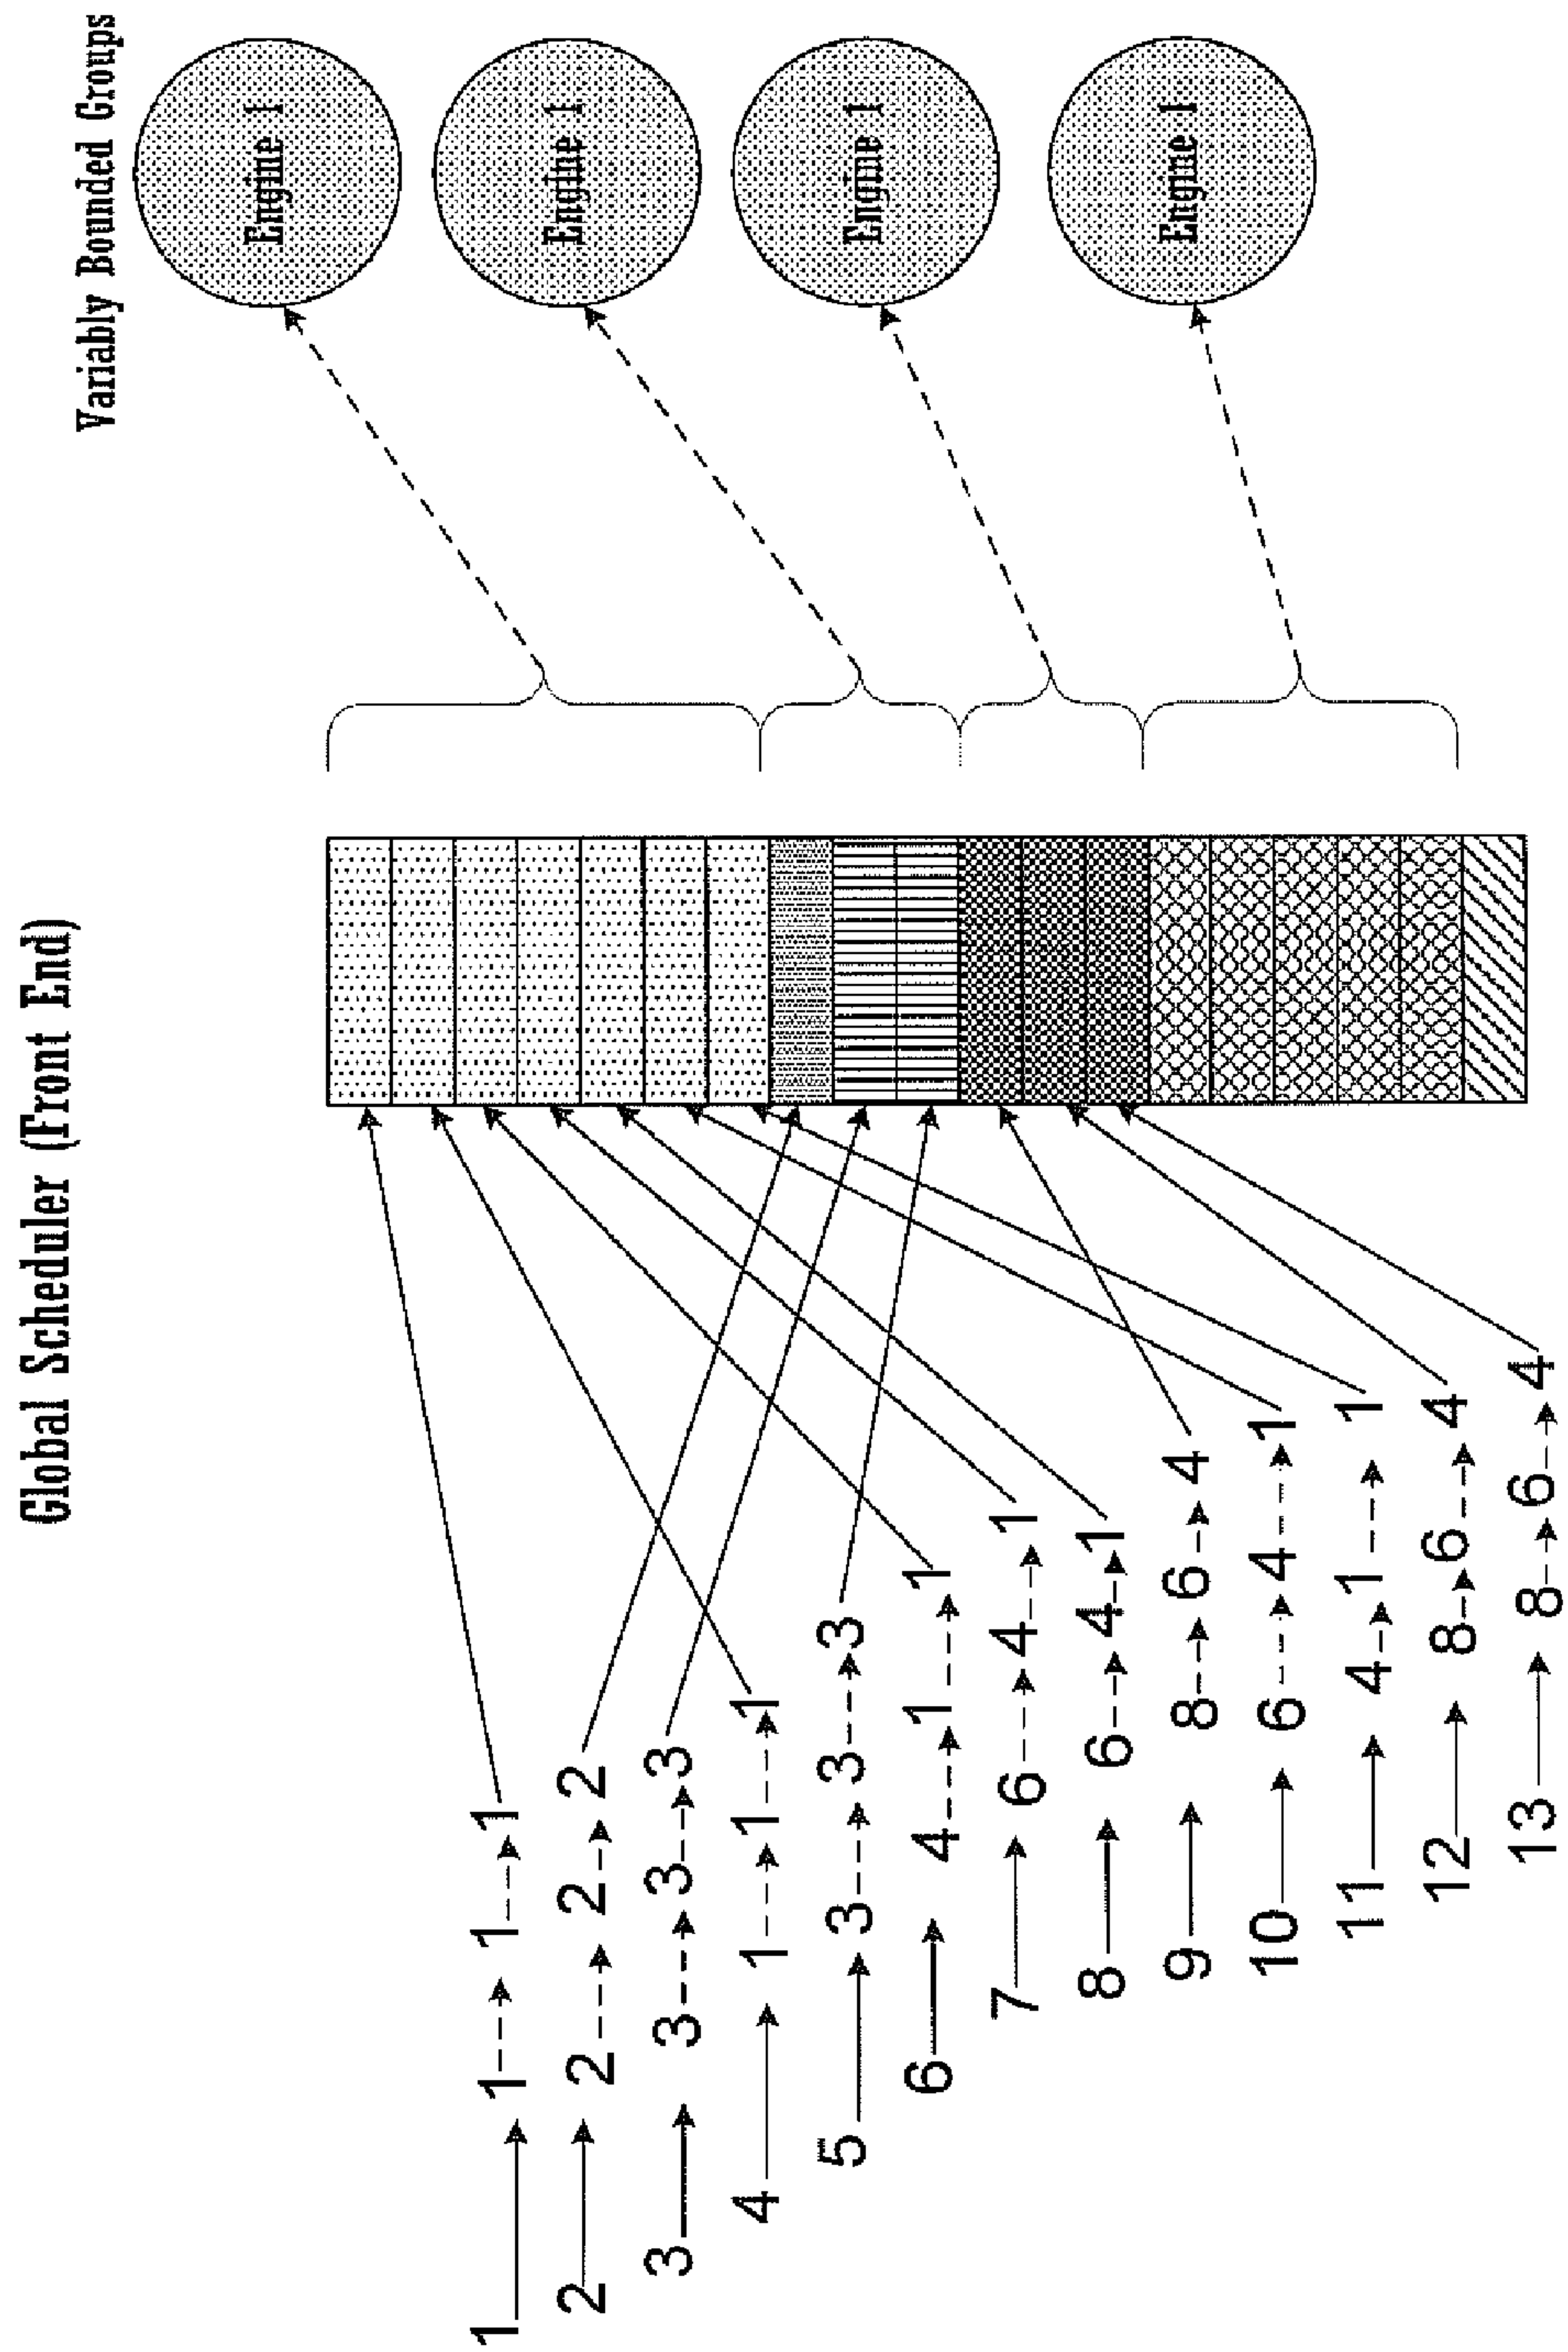 Global Scheduler (Front End)
Variably Bounded Groups
1 1 1 1
2 2 2 2
3 3 3 3
4 1 1 1
5 3 3 3
6 4 1 1
7 6 4 1
8 6 4 1
9 8 6 4
10 6 4 1
11 4 1 1
12 8 6 4
13 8 6 4
Engine 1
Engine 1
Engine 1
Engine 1